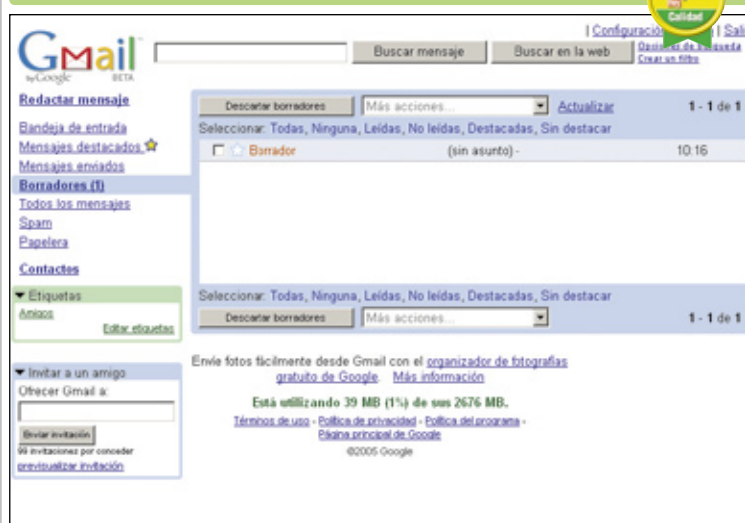 Calidad
| Configuración | Salir
Gmail
by Google BETA
Buscar mensaje
Buscar en la web
Opciones de búsqueda
Crear un filtro
Redactar mensaje
Bandeja de entrada
Mensajes destacados
Mensajes enviados
Borradores (1)
Todos los mensajes
Spam
Papelera
Contactos
Etiquetas
Amigos
Editar etiquetas
Invitar a un amigo
Ofrecer Gmail a:
Enviar invitación
99 invitaciones por conceder
previsualizar invitación
Descartar borradores
Más acciones...
Actualizar
1 - 1 de 1
Seleccionar: Todas, Ninguna, Leídas, No leídas, Destacadas, Sin destacar
Borrador (sin asunto) - 10:16
Seleccionar: Todas, Ninguna, Leídas, No leídas, Destacadas, Sin destacar
Descartar borradores
Más acciones...
1 - 1 de 1
Envíe fotos fácilmente desde Gmail con el organizador de fotografías
gratuito de Google. Más información
Está utilizando 39 MB (1%) de sus 2676 MB.
Términos de uso - Política de privacidad - Política del programa -
Página principal de Google
©2005 Google